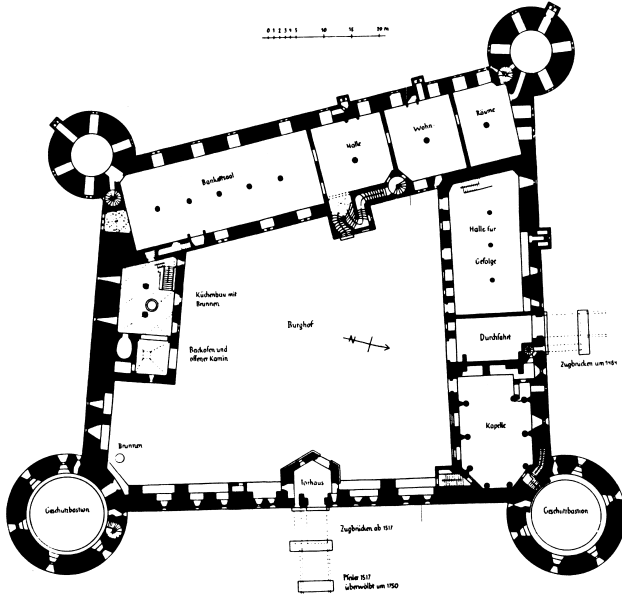 0 1 2 3 4 5 10 15 20 m
Räume
Wohn
Halle
Bankettsaal
Halle für
Gefolge
Küchenbau mit
Brunnen
Burghof
N
Durchfahrt
Backofen und
offener Kamin
Zugbrücken um 1484
Kapelle
Brunnen
Torhaus
Geschützbastion
Geschützbastion
Zugbrücken ab 1517
Pfeiler 1517
überwölbt um 1750